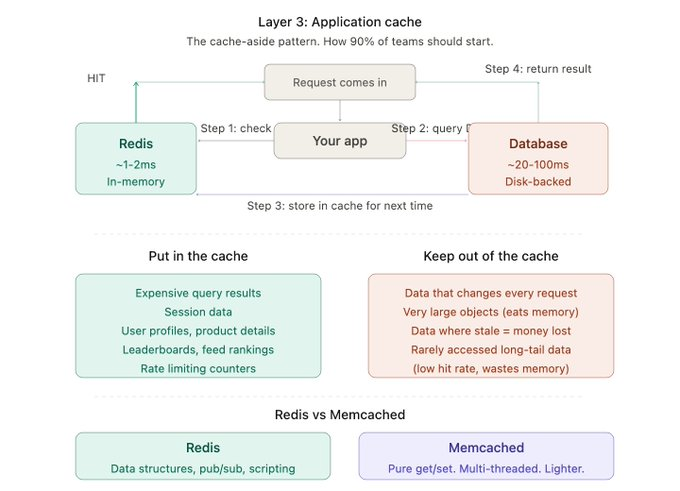 Layer 3: Application cache
The cache-aside pattern. How 90% of teams should start.
HIT
Request comes in
Step 4: return result
Step 1: check
Your app
Step 2: query
Redis
~1-2ms
In-memory
Database
~20-100ms
Disk-backed
Step 3: store in cache for next time
Put in the cache
Expensive query results
Session data
User profiles, product details
Leaderboards, feed rankings
Rate limiting counters
Keep out of the cache
Data that changes every request
Very large objects (eats memory)
Data where stale = money lost
Rarely accessed long-tail data
(low hit rate, wastes memory)
Redis vs Memcached
Redis
Data structures, pub/sub, scripting
Memcached
Pure get/set. Multi-threaded. Lighter.